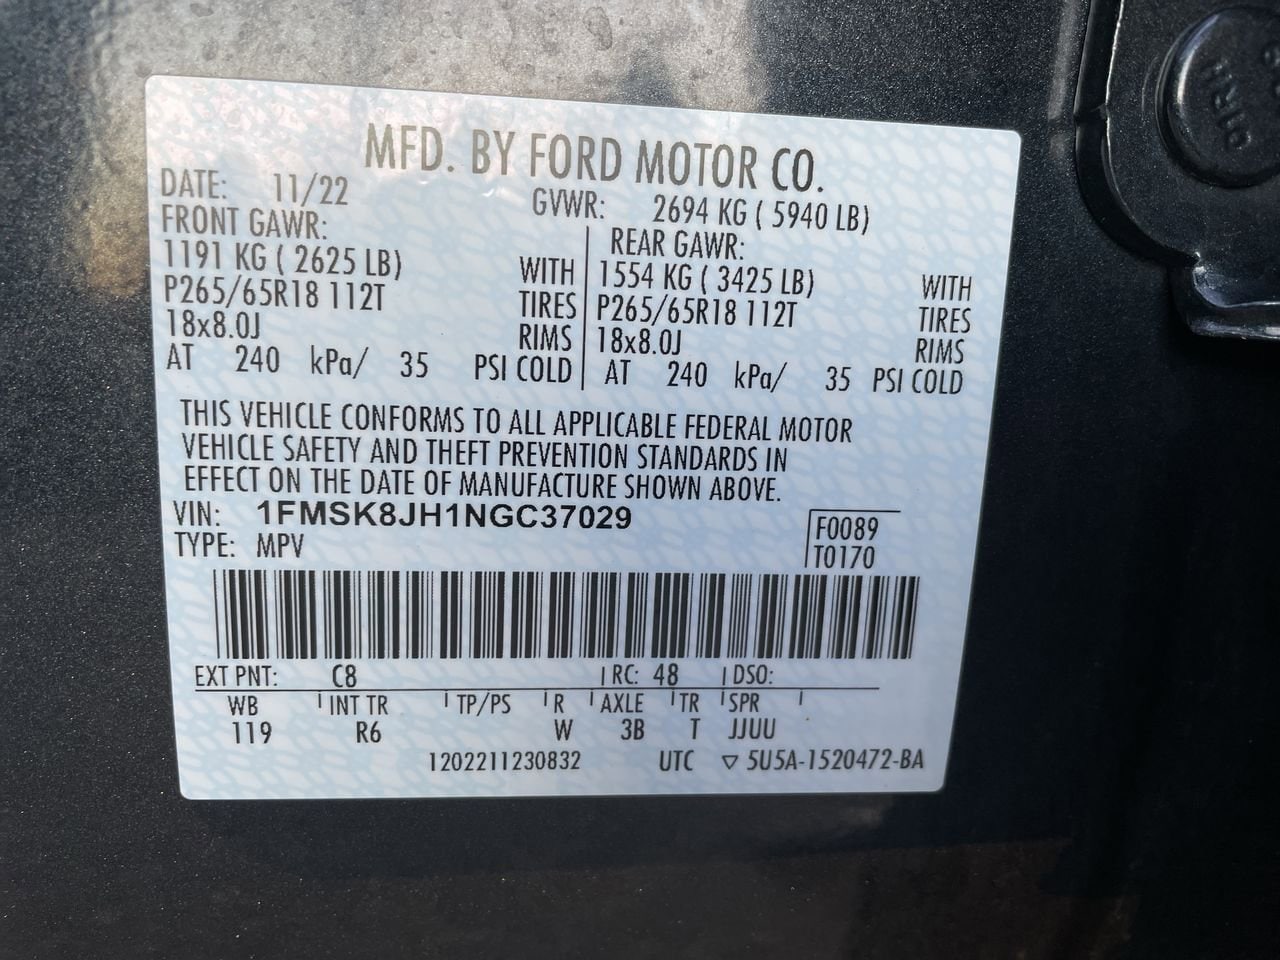 MFD. BY FORD MOTOR CO.
DATE: 11/22
GVWR: 2694 KG ( 5940 LB)
FRONT GAWR:
1191 KG ( 2625 LB) WITH
P265/65R18 112T TIRES
18x8.0J RIMS
AT 240 kPa/ 35 PSI COLD
REAR GAWR:
1554 KG ( 3425 LB) WITH
P265/65R18 112T TIRES
18x8.0J RIMS
AT 240 kPa/ 35 PSI COLD
THIS VEHICLE CONFORMS TO ALL APPLICABLE FEDERAL MOTOR
VEHICLE SAFETY AND THEFT PREVENTION STANDARDS IN
EFFECT ON THE DATE OF MANUFACTURE SHOWN ABOVE.
VIN: 1FMSK8JH1NGC37029
TYPE: MPV
F0089
T0170
EXT PNT: C8 RC: 48 DSO:
WB INT TR TP/PS R AXLE TR SPR
119 R6 W 3B T JJUU
1202211230832 UTC ▽ 5U5A-1520472-BA